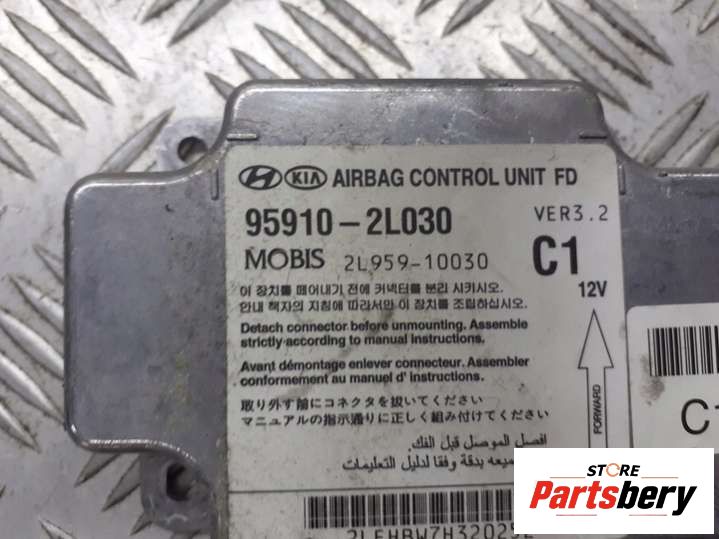 KIA AIRBAG CONTROL UNIT FD
95910-2L030
VER3.2
MOBIS 2L959-10030
C1
12V
이 장치를 떼어내기 전에 커넥터를 분리 시키시오.
안내 책자의 지침에 따라서만 이 장치를 조립하십시오.
Detach connector before unmounting. Assemble
strictly according to manual instructions.
Avant démontage enlever connecteur. Assembler
conformement au manuel d' instructions.
取り外す前にコネクタを抜いてください
マニュアルの指示通りに正しく組み付けてください
افصل الموصل قبل الفك.
بدقة وفقا لدليل التعليمات
FORWARD
STORE
Partsbery